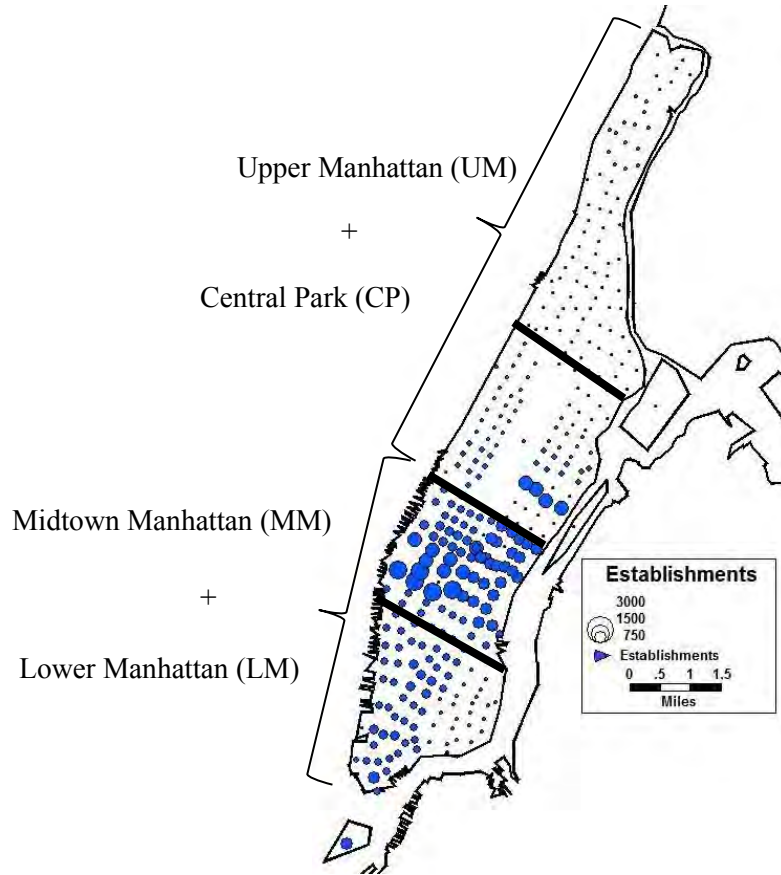 Upper Manhattan (UM)
+
Central Park (CP)
Midtown Manhattan (MM)
+
Lower Manhattan (LM)
Establishments
3000
1500
750
Establishments
0 .5 1 1.5
Miles